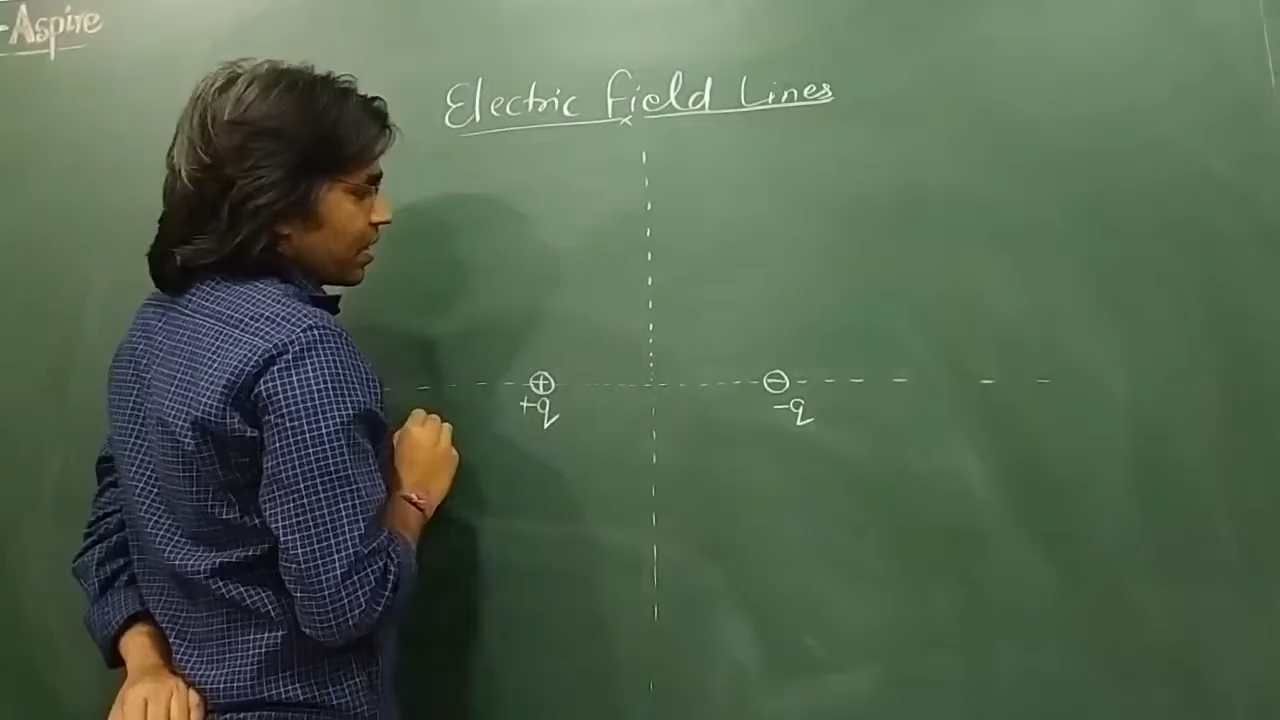 -Aspire
Electric Field Lines
+ −
+q −q